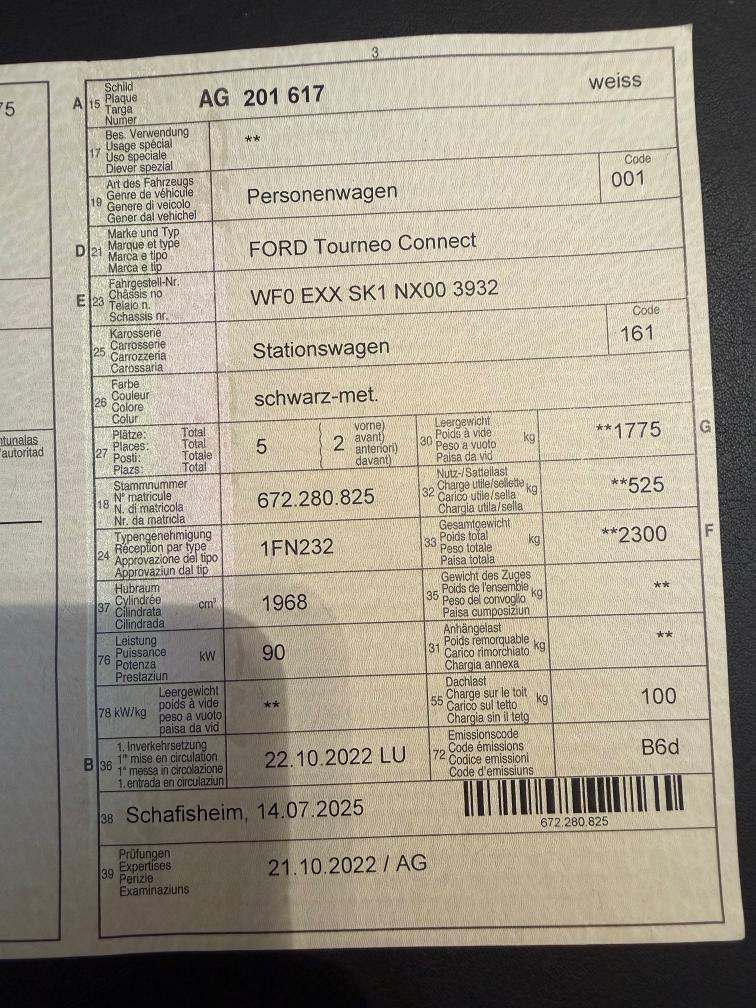 3
75
A 15 Schild
Plaque
Targa
Numer
AG 201 617 weiss
17 Bes. Verwendung
Usage spécial
Uso speciale
Diever spezial
**
19 Art des Fahrzeugs
Genre de véhicule
Genere di veicolo
Gener dal vehichel
Personenwagen
Code
001
D 21 Marke und Typ
Marque et type
Marca e tipo
Marca e tip
FORD Tourneo Connect
E 23 Fahrgestell-Nr.
Châssis no
Telaio n.
Schassis nr.
WF0 EXX SK1 NX00 3932
25 Karosserie
Carrosserie
Carrozzeria
Carossaria
Stationswagen
Code
161
26 Farbe
Couleur
Colore
Colur
schwarz-met.
27 Plätze: Total
Places: Total
Posti: Totale
Plazs: Total
5
2
vorne)
avant)
anteriori)
davant)
30 Leergewicht
Poids à vide
Peso a vuoto
Paisa da vid
kg
**1775
G
ntunalas
l'autoritad
18 Stammnummer
N° matricule
N. di matricola
Nr. da matricla
672.280.825
32 Nutz-/Sattellast
Charge utile/sellette
Carico utile/sella
Chargia utila/sella
kg
**525
24 Typengenehmigung
Réception par type
Approvazione del tipo
Approvaziun dal tip
1FN232
33 Gesamtgewicht
Poids total
Peso totale
Paisa totala
kg
**2300
F
37 Hubraum
Cylindrée
Cilindrata
Cilindrada
cm³
1968
35 Gewicht des Zuges
Poids de l'ensemble
Peso del convoglio
Paisa cumposiziun
kg
**
76 Leistung
Puissance
Potenza
Prestaziun
kW
90
31 Anhängelast
Poids remorquable
Carico rimorchiato
Chargia annexa
kg
**
78 kW/kg
Leergewicht
poids à vide
peso a vuoto
paisa da vid
**
55 Dachlast
Charge sur le toit
Carico sul tetto
Chargia sin il tetg
kg
100
B 36 1. Inverkehrsetzung
1re mise en circulation
1a messa in circolazione
1. entrada en circulaziun
22.10.2022 LU
72 Emissionscode
Code émissions
Codice emissioni
Code d'emissiuns
B6d
38 Schafisheim, 14.07.2025
672.280.825
39 Prüfungen
Expertises
Perizie
Examinaziuns
21.10.2022 / AG